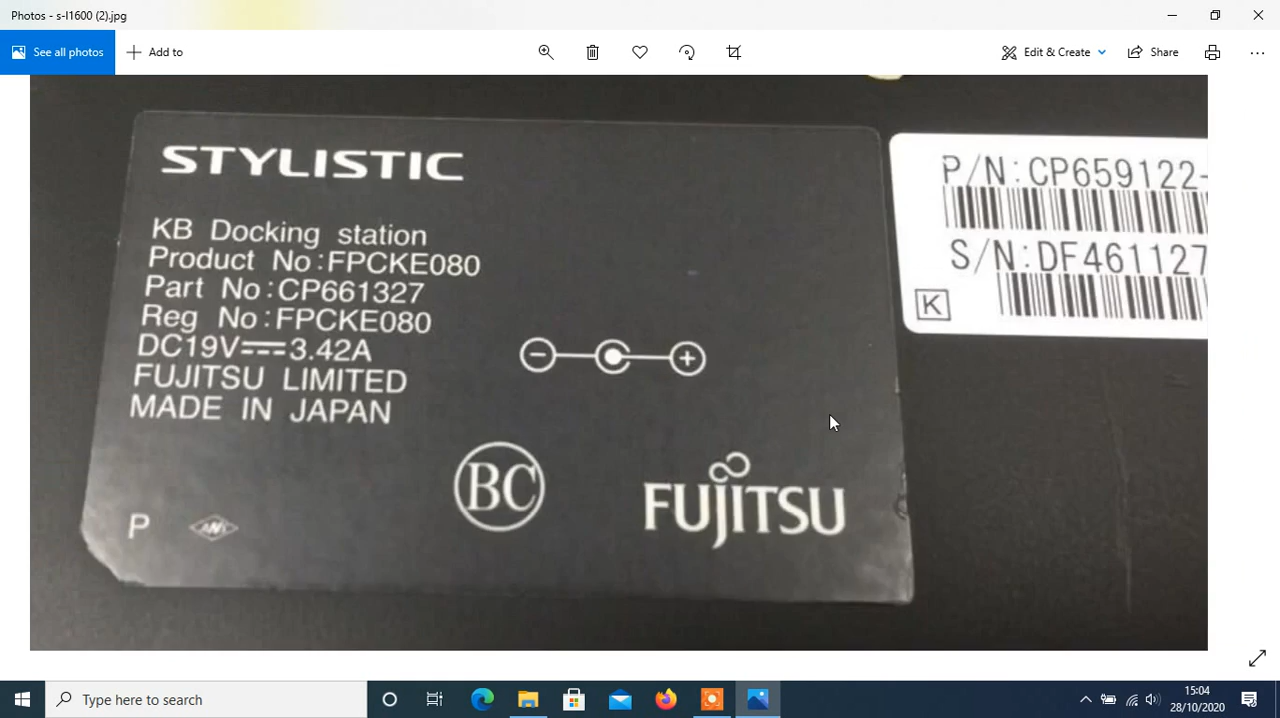 Photos - s-l1600 (2).jpg
See all photos
Add to
Edit & Create
Share
STYLISTIC
KB Docking station
Product No:FPCKE080
Part No:CP661327
Reg No:FPCKE080
DC19V⎓3.42A
FUJITSU LIMITED
MADE IN JAPAN
P
BC
FUJITSU
P/N:CP659122-
S/N:DF461127
K
Type here to search
15:04
28/10/2020